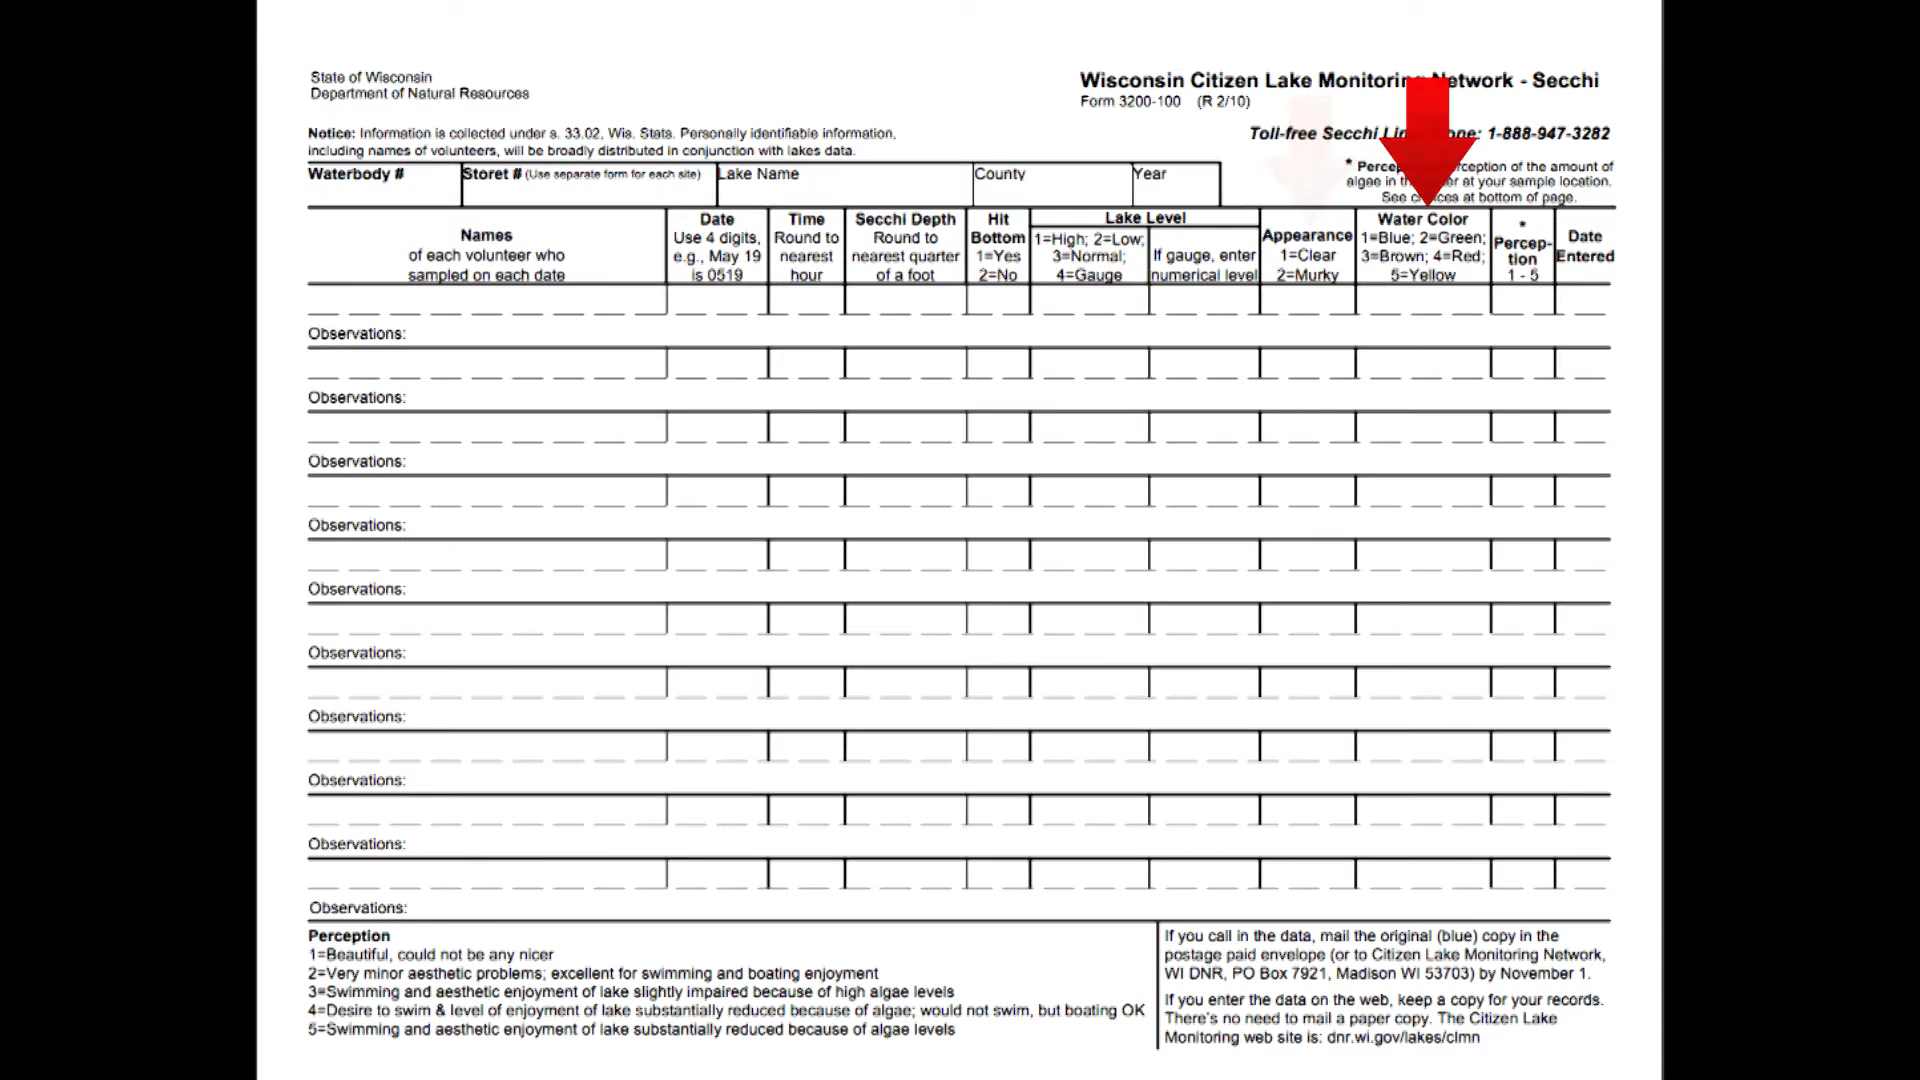 State of Wisconsin
Department of Natural Resources
Wisconsin Citizen Lake Monitoring Network - Secchi
Form 3200-100 (R 2/10)
Notice: Information is collected under s. 33.02, Wis. Stats. Personally identifiable information,
including names of volunteers, will be broadly distributed in conjunction with lakes data.
Toll-free Secchi Line Phone: 1-888-947-3282
* Perception of the amount of
algae in the water at your sample location.
See choices at bottom of page.
Waterbody # Storet # (Use separate form for each site) Lake Name County Year
Names
of each volunteer who
sampled on each date
Date
Use 4 digits,
e.g., May 19
is 0519
Time
Round to
nearest
hour
Secchi Depth
Round to
nearest quarter
of a foot
Hit
Bottom
1=Yes
2=No
Lake Level
1=High; 2=Low;
3=Normal;
4=Gauge
If gauge, enter
numerical level
Appearance
1=Clear
2=Murky
Water Color
1=Blue; 2=Green;
3=Brown; 4=Red;
5=Yellow
*
Percep-
tion
1 - 5
Date
Entered
Observations:
Observations:
Observations:
Observations:
Observations:
Observations:
Observations:
Observations:
Observations:
Observations:
Perception
1=Beautiful, could not be any nicer
2=Very minor aesthetic problems; excellent for swimming and boating enjoyment
3=Swimming and aesthetic enjoyment of lake slightly impaired because of high algae levels
4=Desire to swim & level of enjoyment of lake substantially reduced because of algae; would not swim, but boating OK
5=Swimming and aesthetic enjoyment of lake substantially reduced because of algae levels
If you call in the data, mail the original (blue) copy in the
postage paid envelope (or to Citizen Lake Monitoring Network,
WI DNR, PO Box 7921, Madison WI 53703) by November 1.
If you enter the data on the web, keep a copy for your records.
There's no need to mail a paper copy. The Citizen Lake
Monitoring web site is: dnr.wi.gov/lakes/clmn